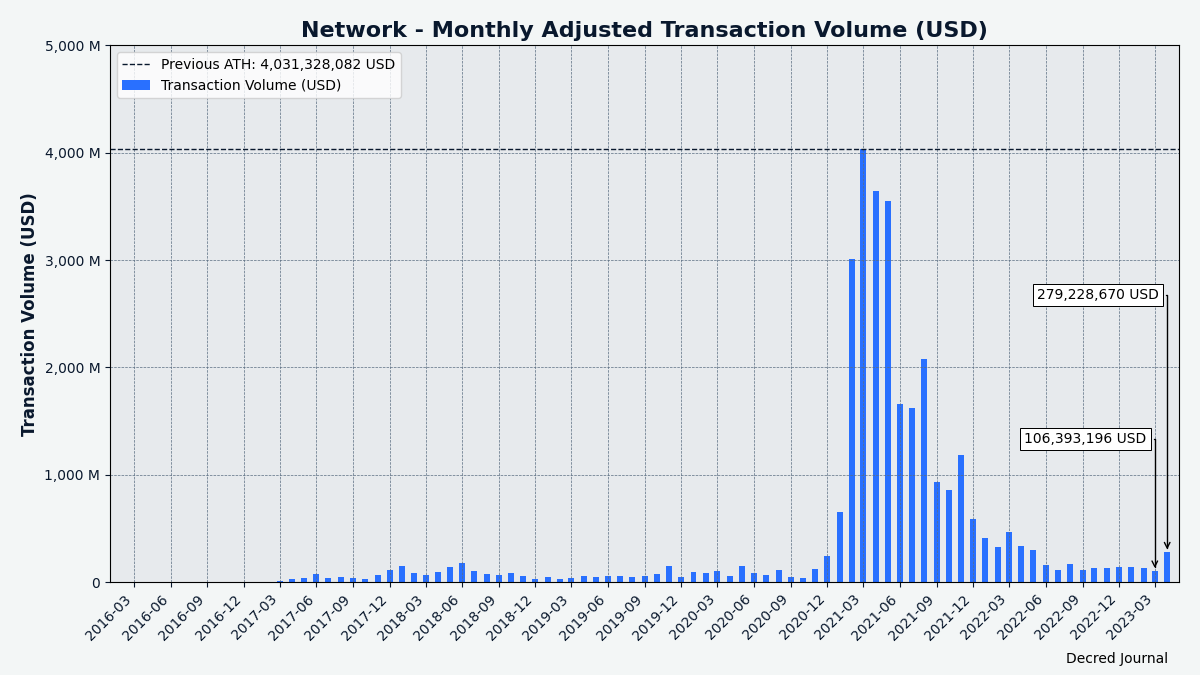 Network - Monthly Adjusted Transaction Volume (USD)
Previous ATH: 4,031,328,082 USD
Transaction Volume (USD)
Transaction Volume (USD)
5,000 M
4,000 M
3,000 M
2,000 M
1,000 M
0
279,228,670 USD
106,393,196 USD
2016-03
2016-06
2016-09
2016-12
2017-03
2017-06
2017-09
2017-12
2018-03
2018-06
2018-09
2018-12
2019-03
2019-06
2019-09
2019-12
2020-03
2020-06
2020-09
2020-12
2021-03
2021-06
2021-09
2021-12
2022-03
2022-06
2022-09
2022-12
2023-03
Decred Journal